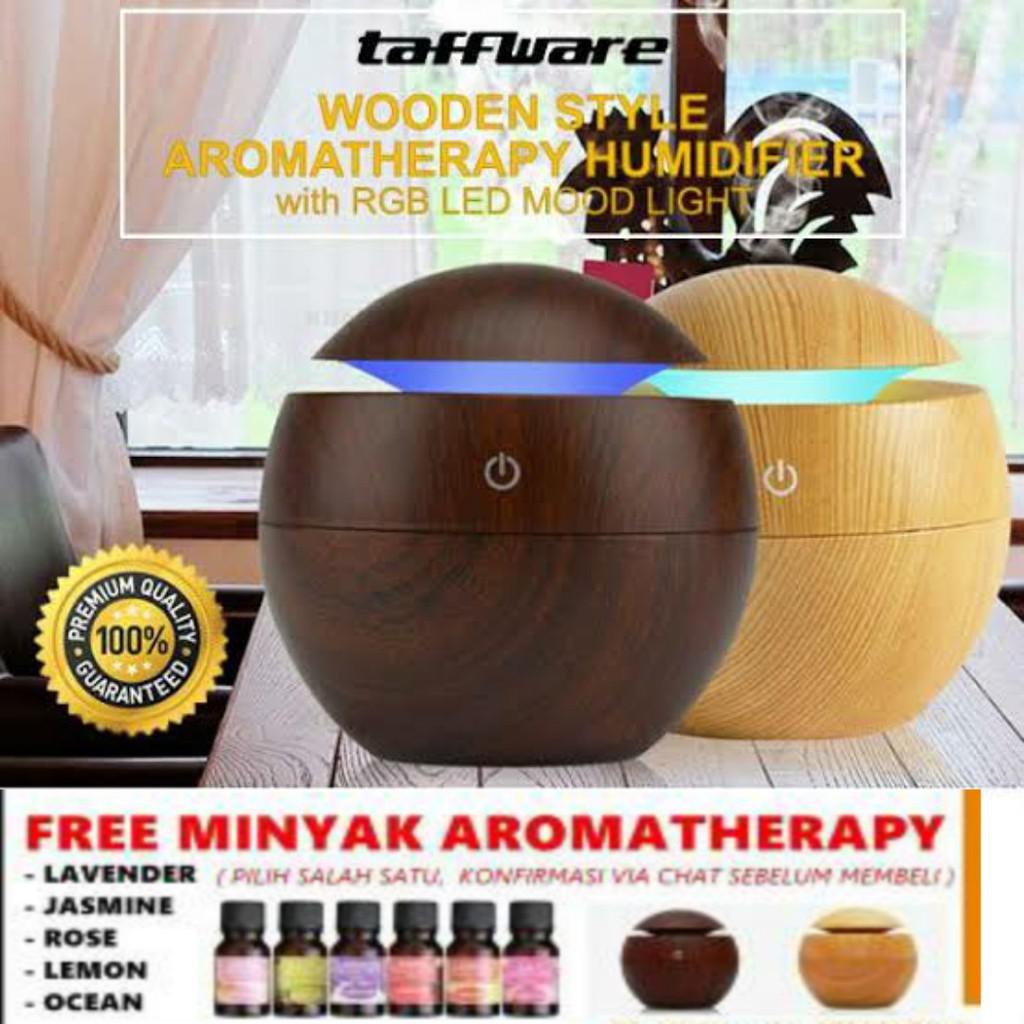 taffware
WOODEN STYLE
AROMATHERAPY HUMIDIFIER
with RGB LED MOOD LIGHT
PREMIUM QUALITY
100%
GUARANTEED
FREE MINYAK AROMATHERAPY
- LAVENDER ( PILIH SALAH SATU, KONFIRMASI VIA CHAT SEBELUM MEMBELI )
- JASMINE
- ROSE
- LEMON
- OCEAN